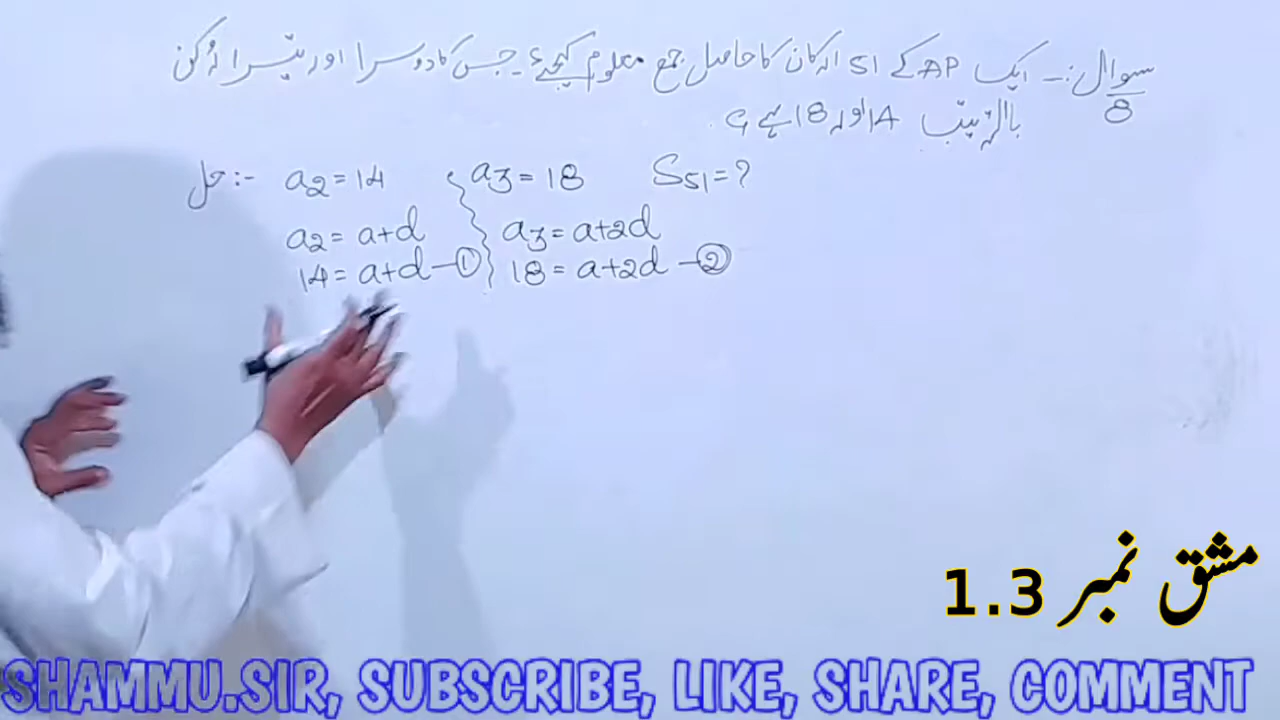 سوال:- ایک AP کے 51 ارکان کا حاصل جمع معلوم کیجئے۔ جس کا دوسرا اور تیسرا رکن
8
بالترتیب 14 اور 18 ہے؟
حل :- a2 = 14 a3 = 18 S51 = ?
a2 = a+d a3 = a+2d
14 = a+d —① 18 = a+2d —②
مشق نمبر 1.3
SHAMMU.SIR, SUBSCRIBE, LIKE, SHARE, COMMENT